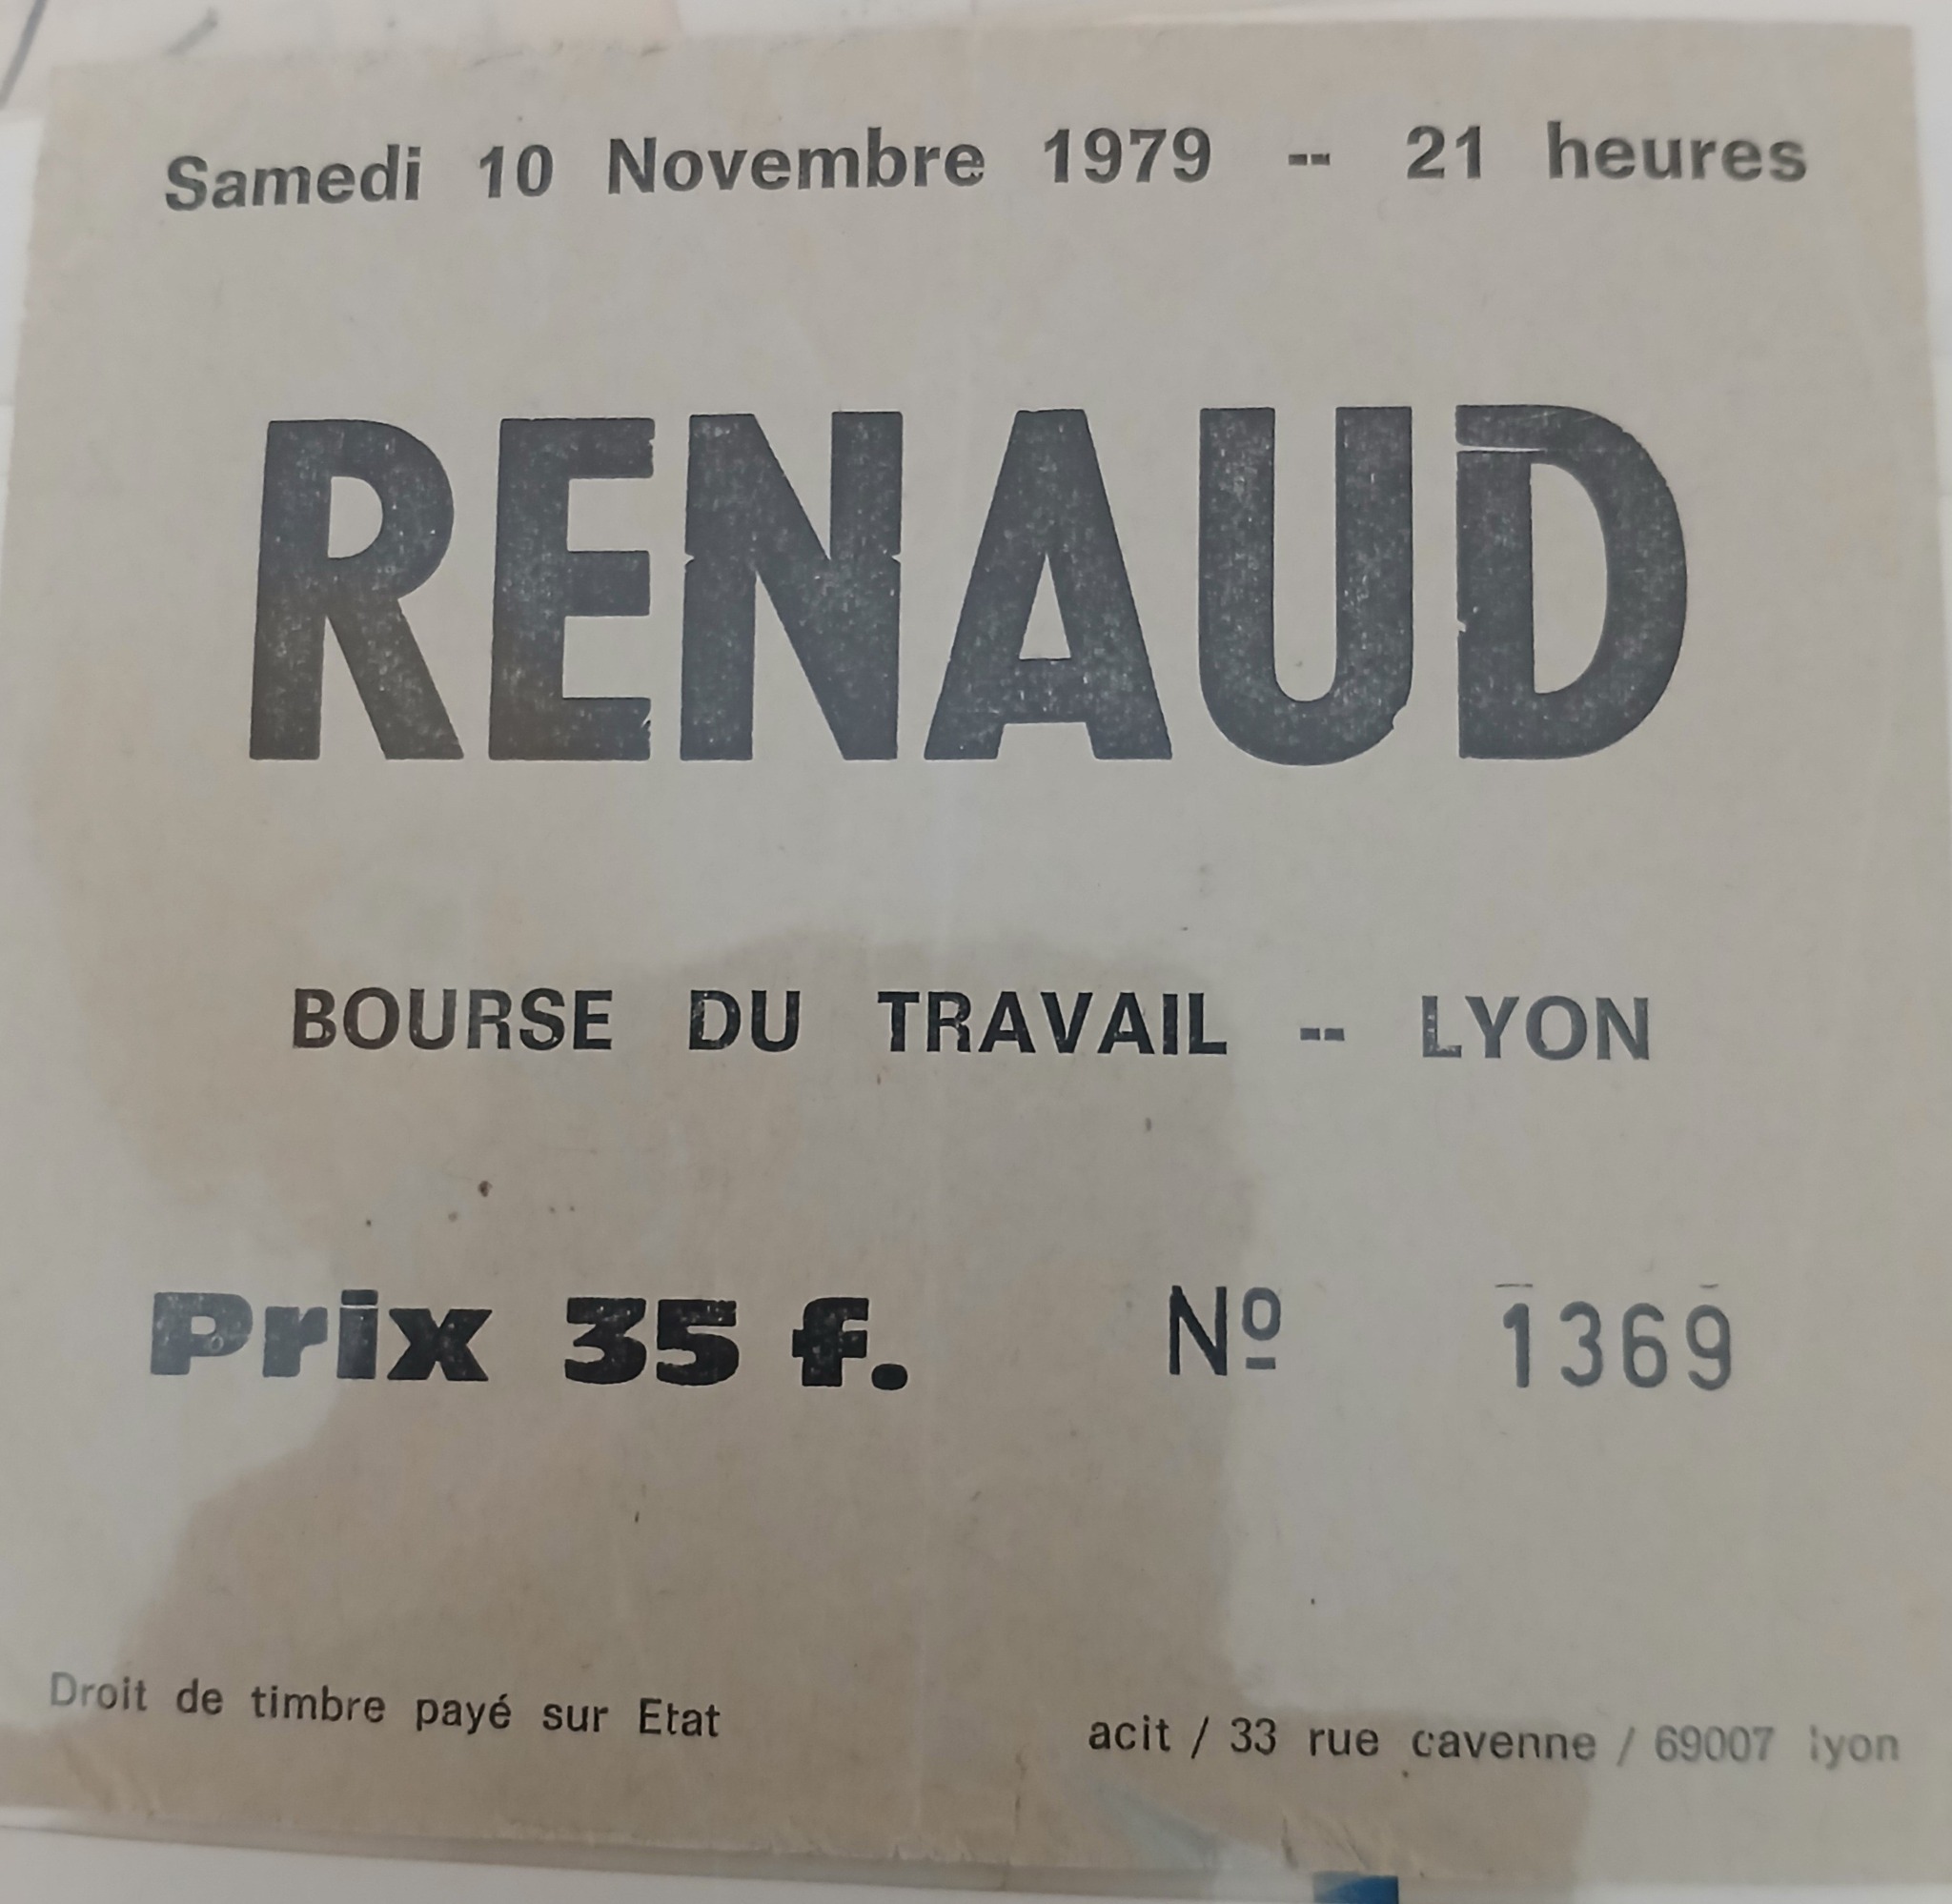 Samedi 10 Novembre 1979 -- 21 heures
RENAUD
BOURSE DU TRAVAIL -- LYON
Prix 35 f. Nº 1369
Droit de timbre payé sur Etat acit / 33 rue cavenne / 69007 lyon